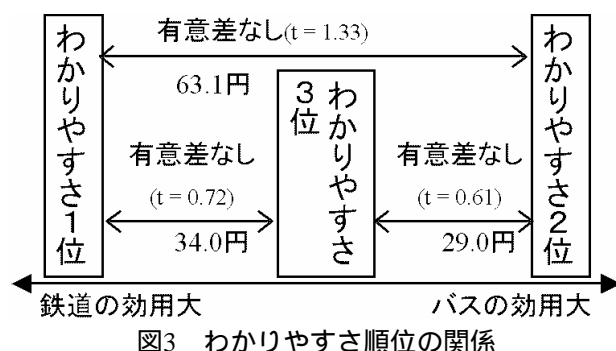 有意差なし(t = 1.33)
63.1円
わかりやすさ1位
わかりやすさ
3位
わかりやすさ2位
有意差なし
(t = 0.72)
34.0円
有意差なし
(t = 0.61)
29.0円
鉄道の効用大
バスの効用大
図3 わかりやすさ順位の関係